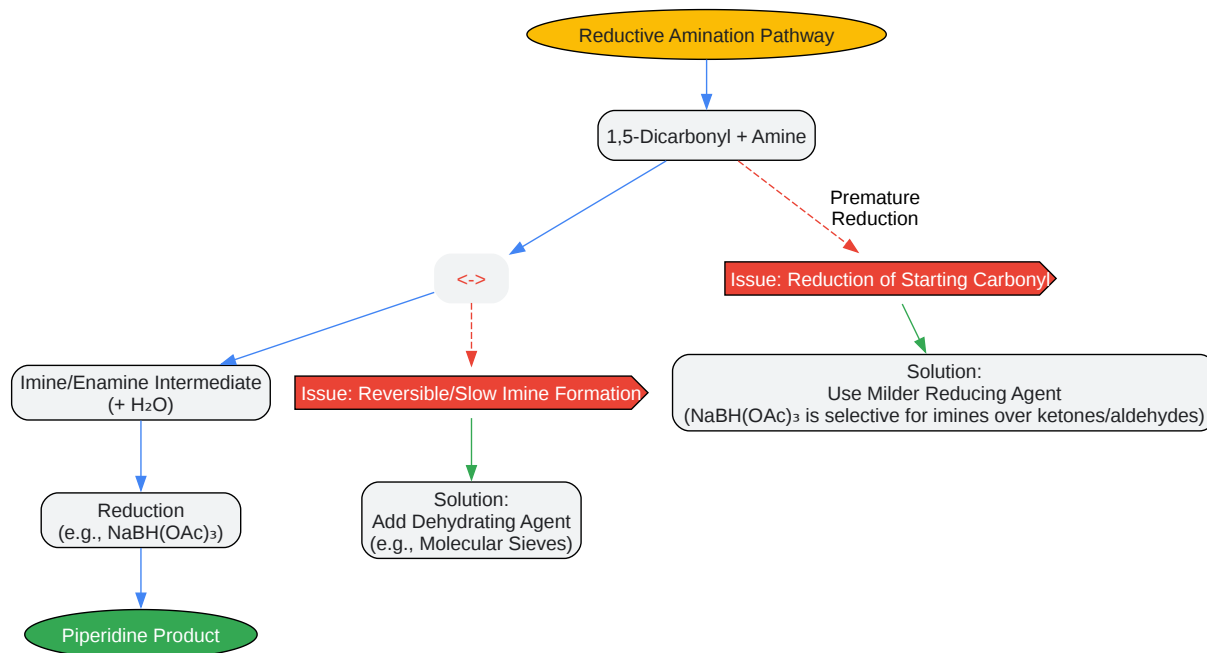 Reductive Amination Pathway
1,5-Dicarbonyl + Amine
Premature
Reduction
<->
Issue: Reduction of Starting Carbonyl
Imine/Enamine Intermediate
(+ H₂O)
Issue: Reversible/Slow Imine Formation
Solution:
Use Milder Reducing Agent
(NaBH(OAc)₃ is selective for imines over ketones/aldehydes)
Reduction
(e.g., NaBH(OAc)₃)
Solution:
Add Dehydrating Agent
(e.g., Molecular Sieves)
Piperidine Product